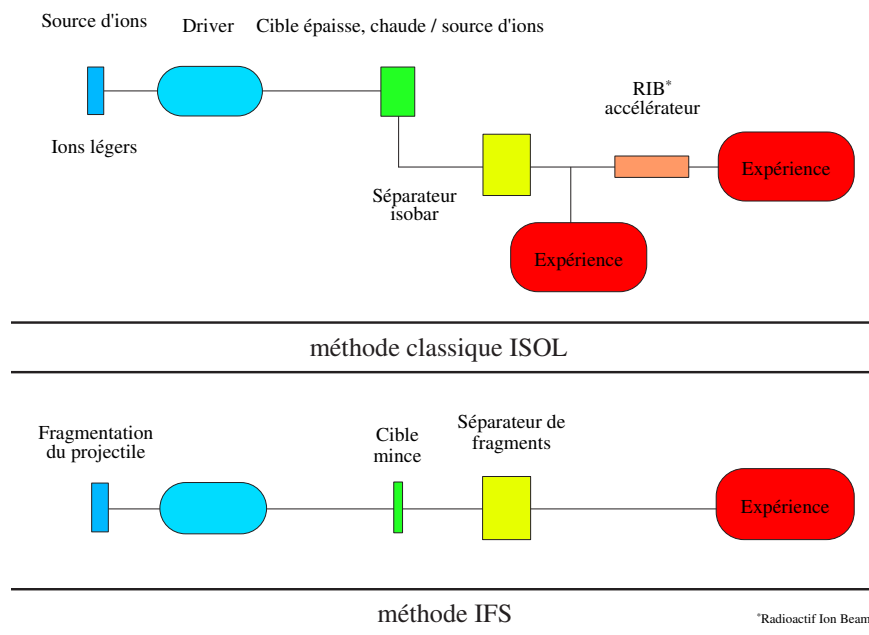 Source d'ions
Driver
Cible épaisse, chaude / source d'ions
Ions légers
RIB*
accélérateur
Séparateur
isobar
Expérience
Expérience
méthode classique ISOL
Fragmentation
du projectile
Cible
mince
Séparateur de
fragments
Expérience
méthode IFS
*Radioactif Ion Beam